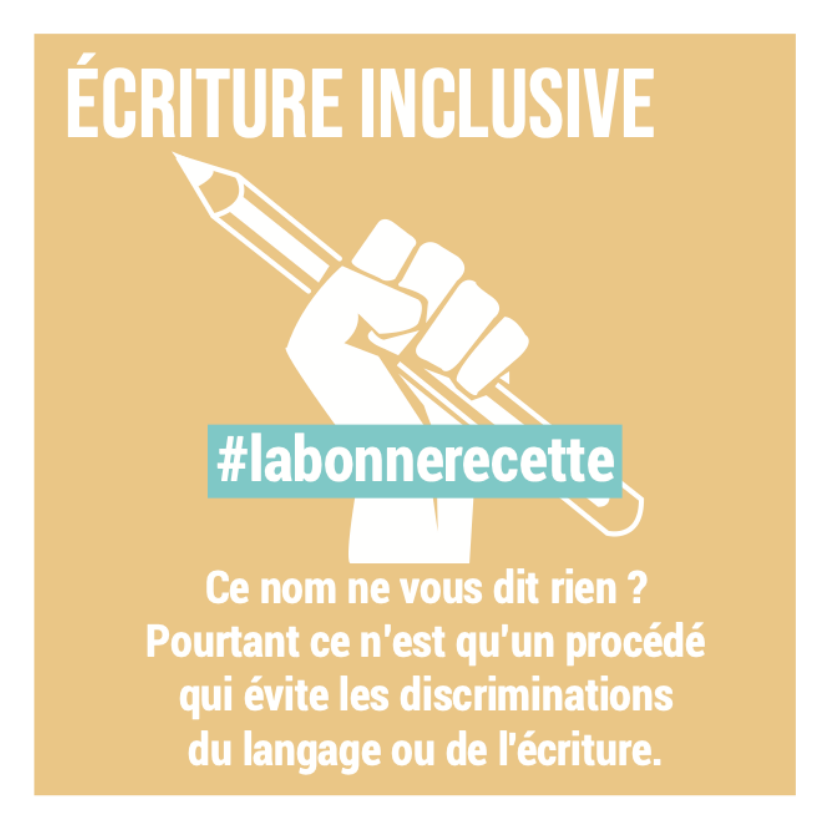 ÉCRITURE INCLUSIVE
#labonnerecette
Ce nom ne vous dit rien ?
Pourtant ce n'est qu'un procédé
qui évite les discriminations
du langage ou de l'écriture.